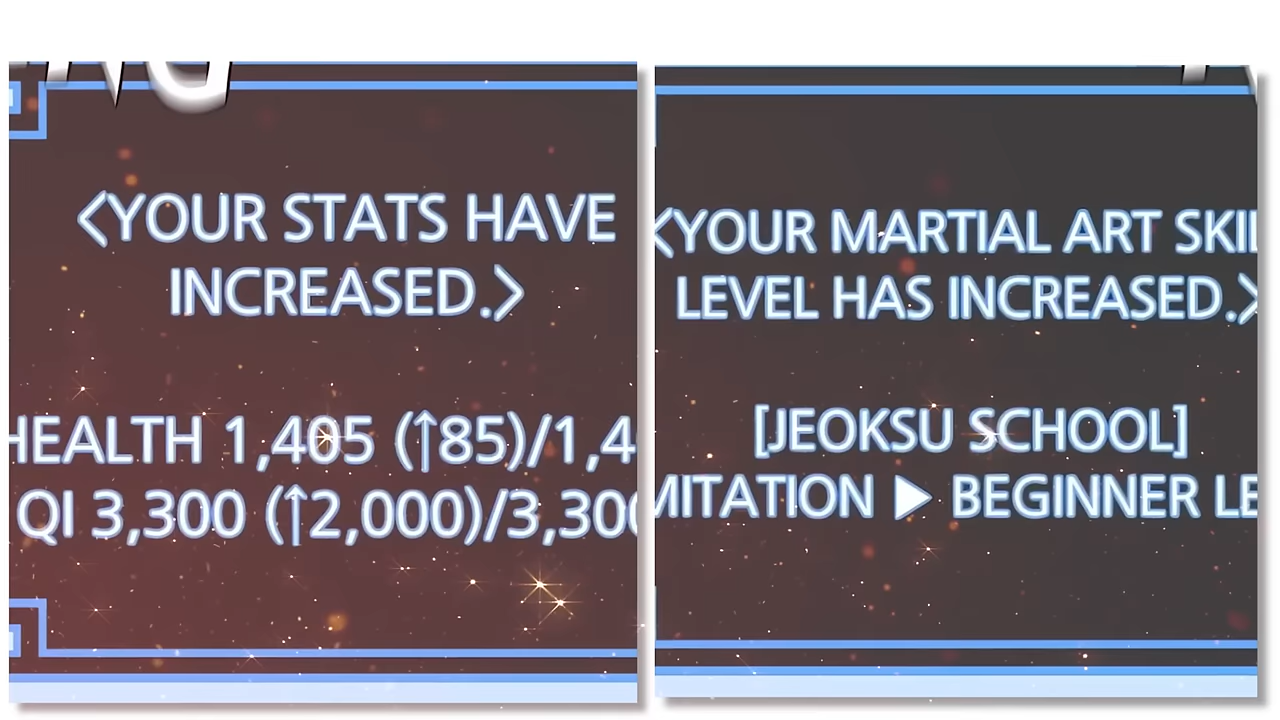 <YOUR STATS HAVE
INCREASED.>
HEALTH 1,405 (↑85)/1,4
QI 3,300 (↑2,000)/3,300
<YOUR MARTIAL ART SKIL
LEVEL HAS INCREASED.>
[JEOKSU SCHOOL]
MITATION ▶ BEGINNER LE